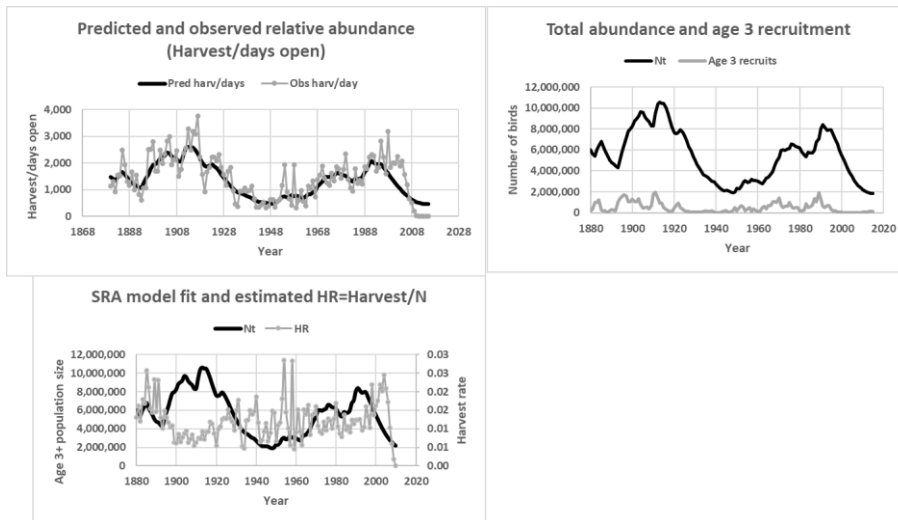 Predicted and observed relative abundance
(Harvest/days open)
Pred harv/days Obs harv/day
4,000
3,000
2,000
1,000
0
Harvest/days open
1868 1888 1908 1928 1948 1968 1988 2008 2028
Year
Total abundance and age 3 recruitment
Nt Age 3 recruits
12,000,000
10,000,000
8,000,000
6,000,000
4,000,000
2,000,000
0
Number of birds
1880 1900 1920 1940 1960 1980 2000 2020
Year
SRA model fit and estimated HR=Harvest/N
Nt HR
12,000,000
10,000,000
8,000,000
6,000,000
4,000,000
2,000,000
0
Age 3+ population size
0.03
0.03
0.02
0.02
0.01
0.01
0.00
Harvest rate
1880 1900 1920 1940 1960 1980 2000 2020
Year